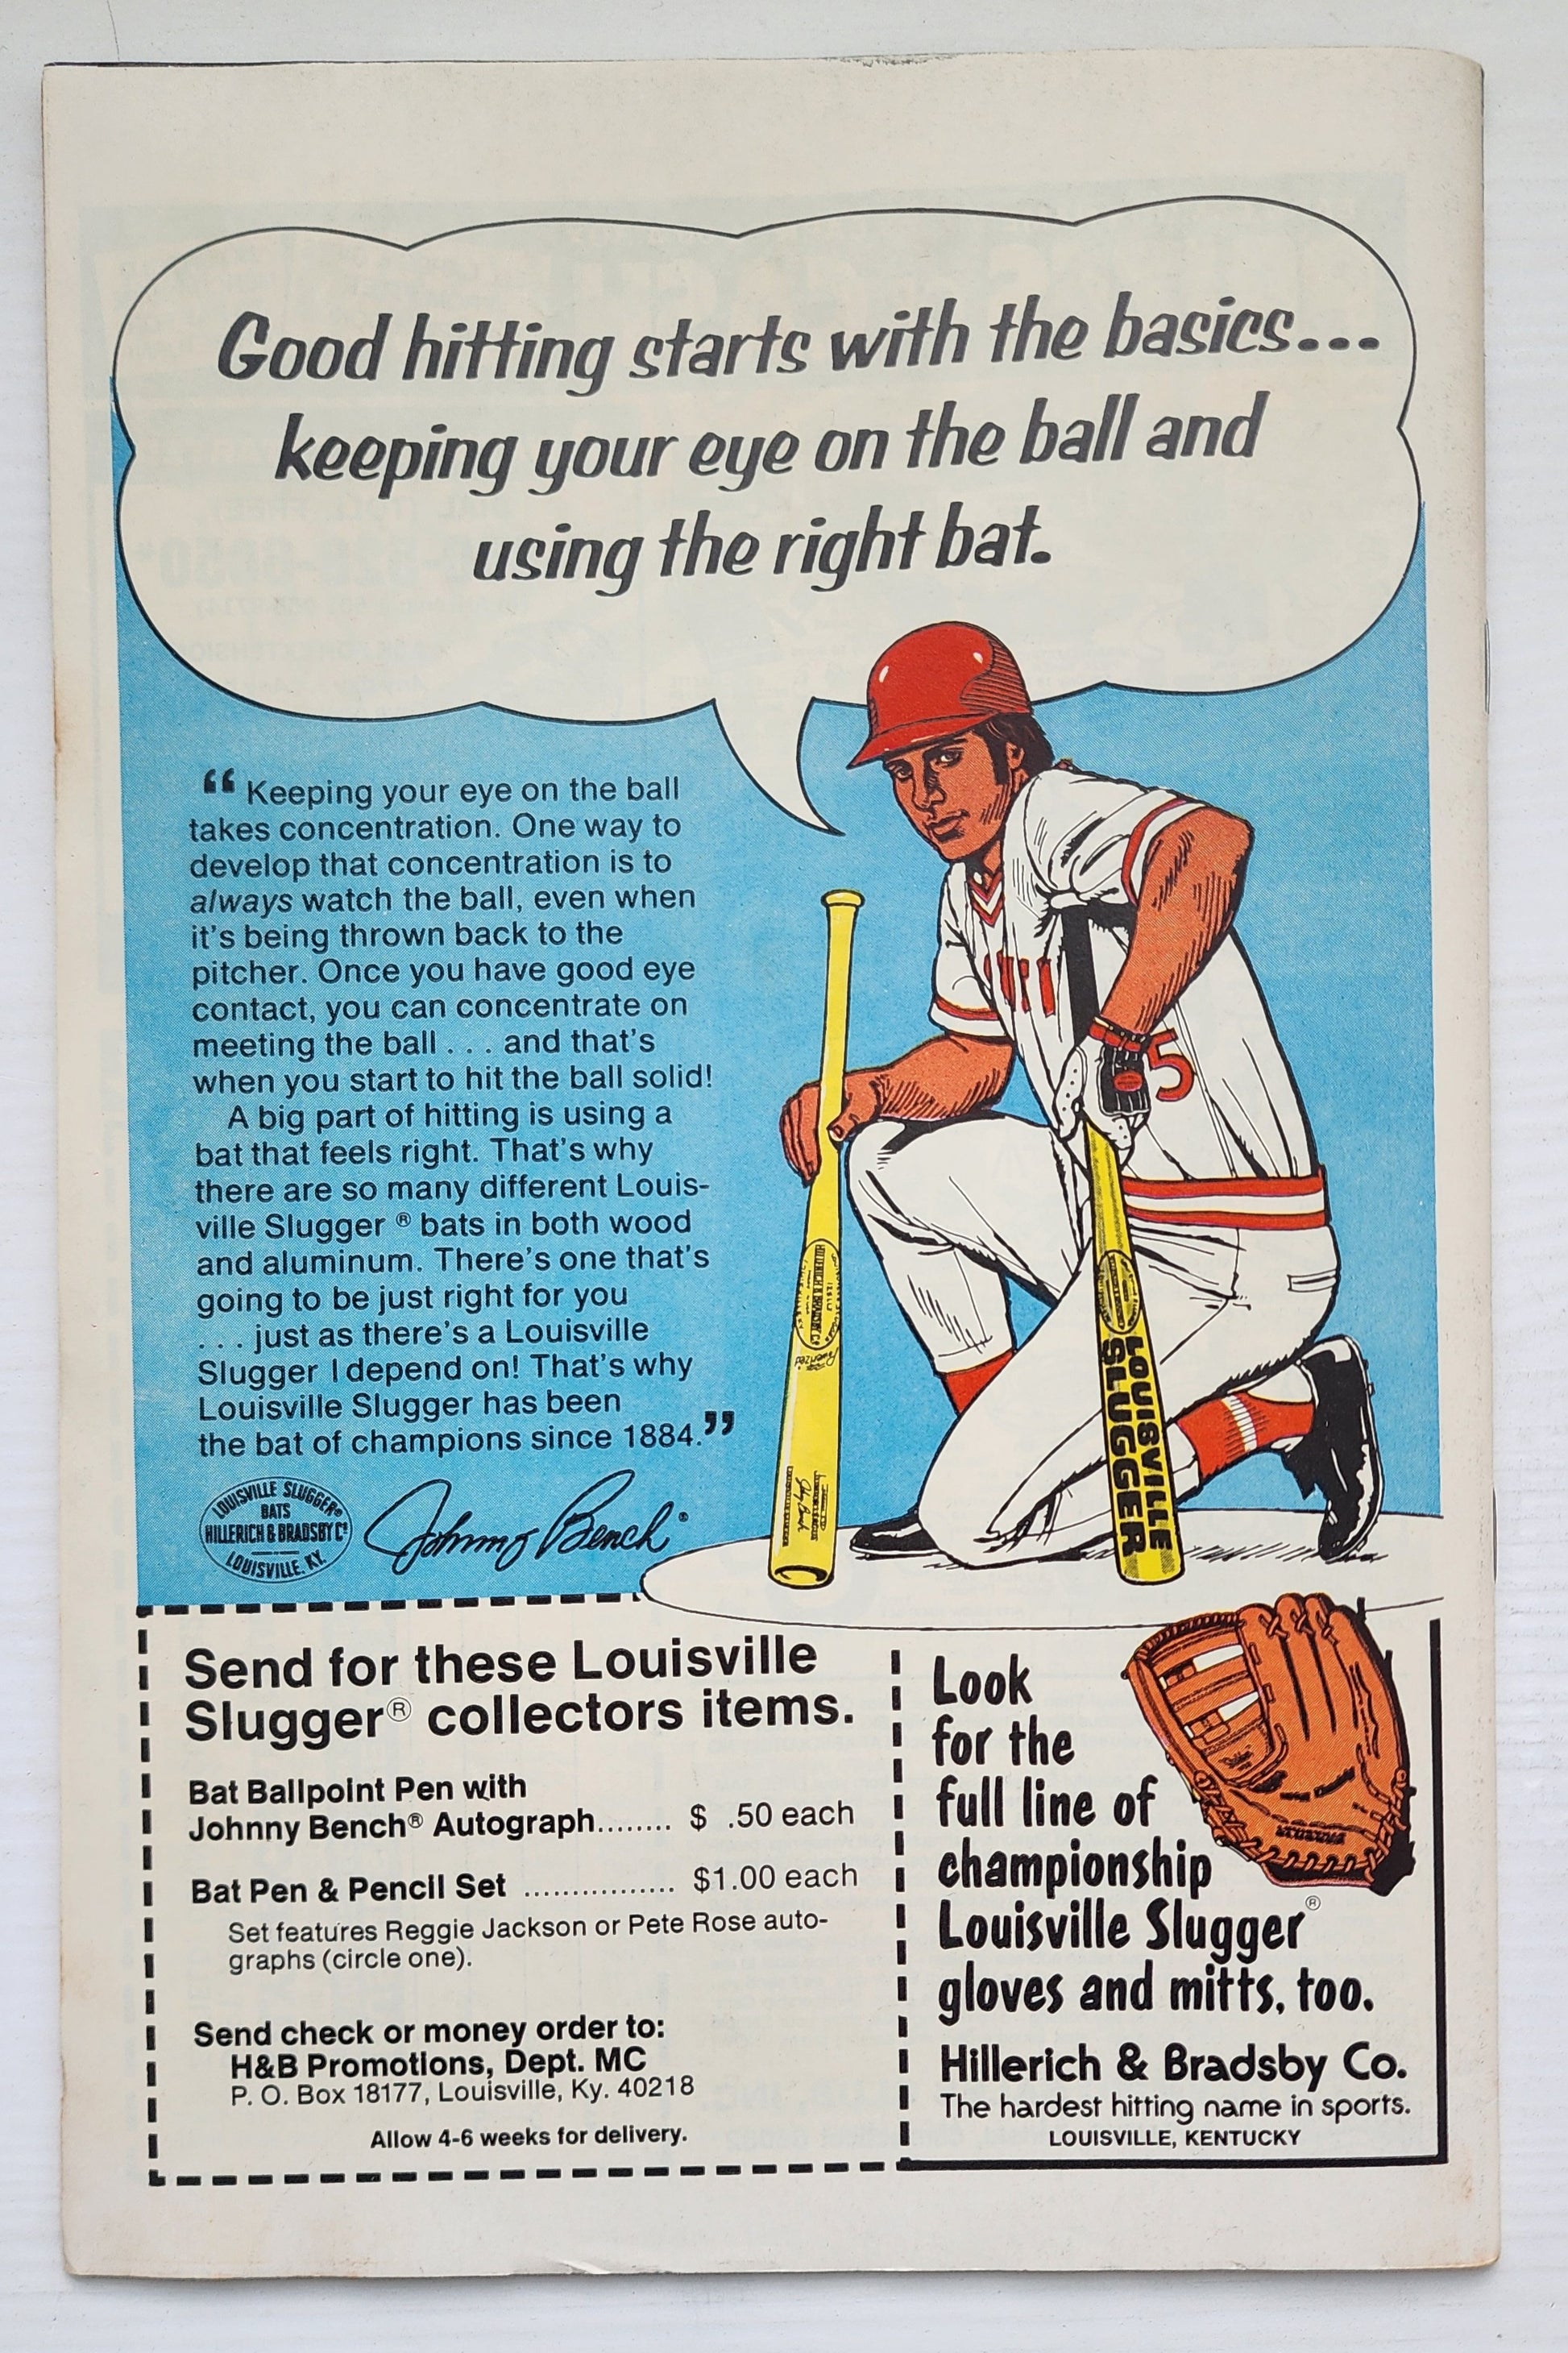 Good hitting starts with the basics...
keeping your eye on the ball and
using the right bat.
“ Keeping your eye on the ball
takes concentration. One way to
develop that concentration is to
always watch the ball, even when
it's being thrown back to the
pitcher. Once you have good eye
contact, you can concentrate on
meeting the ball . . . and that's
when you start to hit the ball solid!
A big part of hitting is using a
bat that feels right. That's why
there are so many different Louis-
ville Slugger ® bats in both wood
and aluminum. There's one that's
going to be just right for you
. . . just as there's a Louisville
Slugger I depend on! That's why
Louisville Slugger has been
the bat of champions since 1884.”
LOUISVILLE SLUGGER®
BATS
HILLERICH & BRADSBY Cº
LOUISVILLE. KY.
Johnny Bench®
5
HILLERICH & BRADSBY Cº
LOUISVILLE
SLUGGER
Send for these Louisville
Slugger® collectors items.
Bat Ballpoint Pen with
Johnny Bench® Autograph........ $ .50 each
Bat Pen & Pencil Set ................ $1.00 each
Set features Reggie Jackson or Pete Rose auto-
graphs (circle one).
Send check or money order to:
H&B Promotions, Dept. MC
P. O. Box 18177, Louisville, Ky. 40218
Allow 4-6 weeks for delivery.
Look
for the
full line of
championship
Louisville Slugger®
gloves and mitts, too.
Hillerich & Bradsby Co.
The hardest hitting name in sports.
LOUISVILLE, KENTUCKY